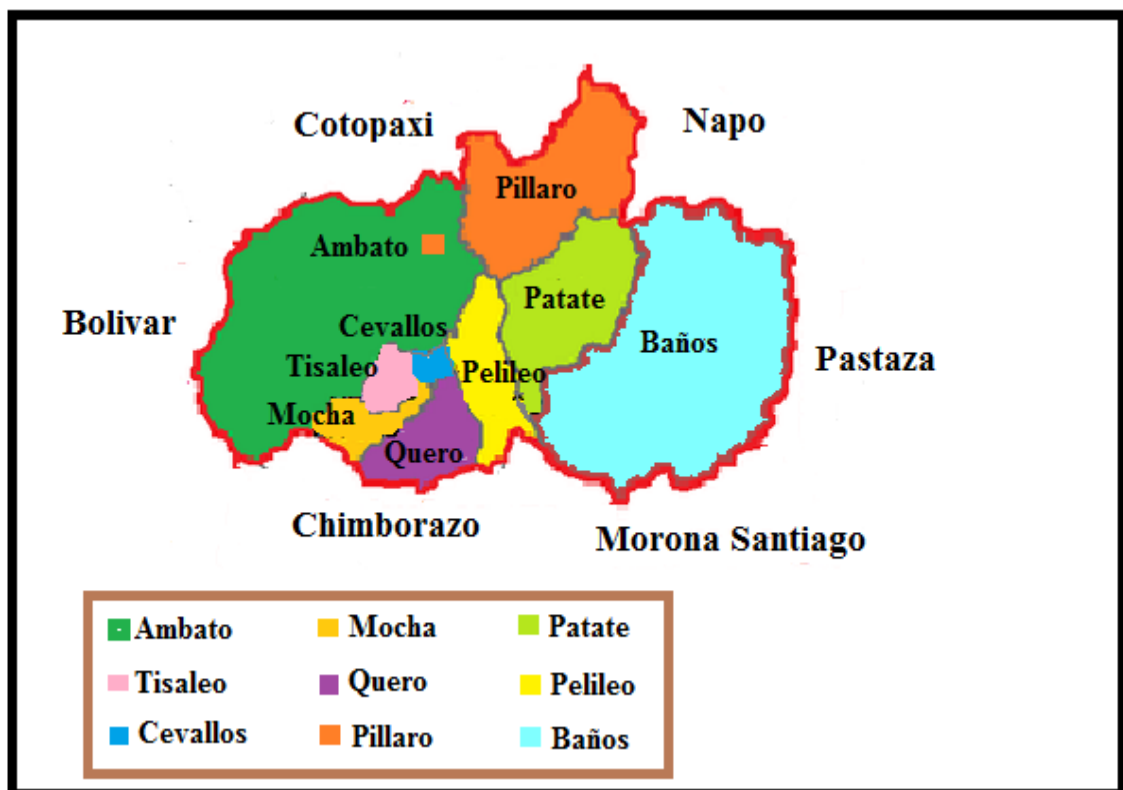 Cotopaxi
Napo
Pillaro
Ambato
Patate
Bolivar
Cevallos
Baños
Tisaleo
Pelileo
Pastaza
Mocha
Quero
Chimborazo
Morona Santiago
Ambato
Mocha
Patate
Tisaleo
Quero
Pelileo
Cevallos
Pillaro
Baños